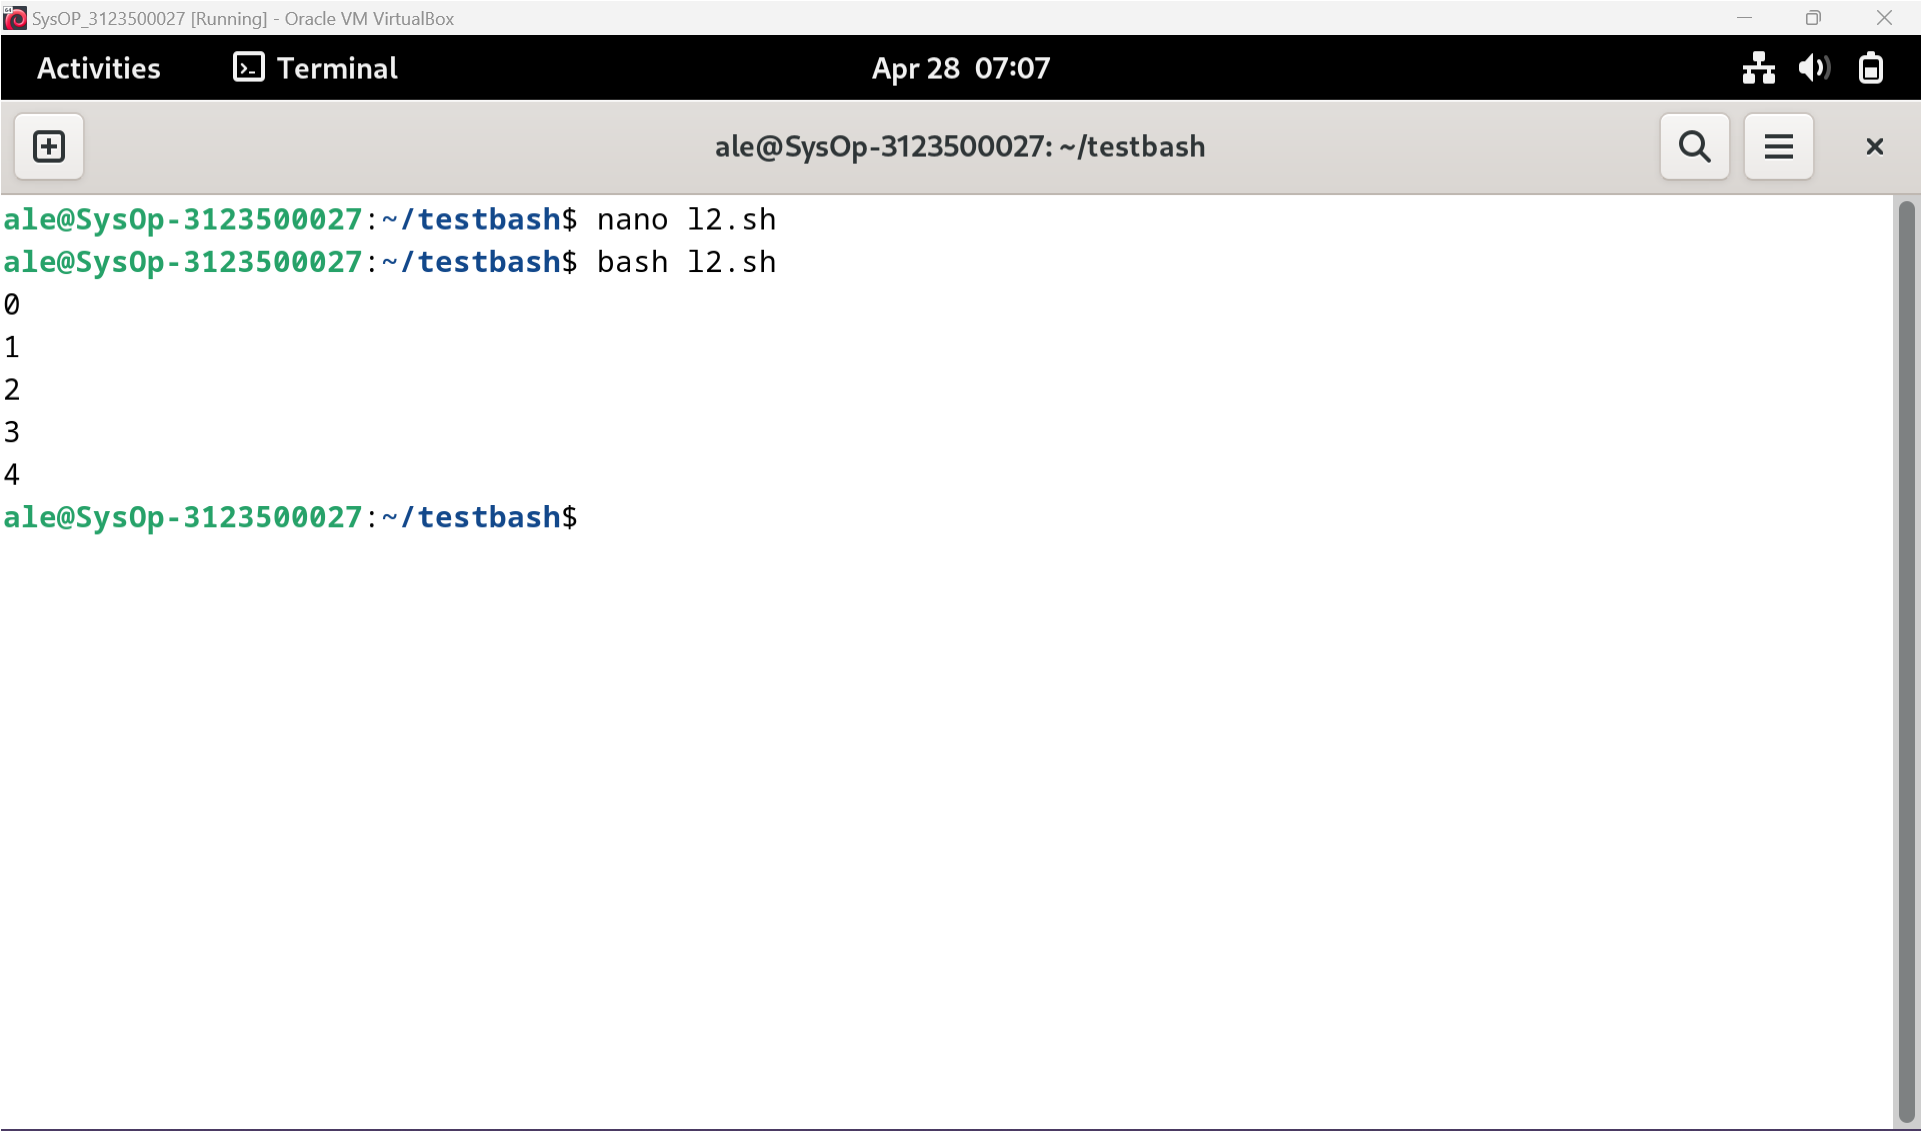 SysOP_3123500027 [Running] - Oracle VM VirtualBox
Activities Terminal Apr 28 07:07
ale@SysOp-3123500027: ~/testbash
ale@SysOp-3123500027:~/testbash$ nano l2.sh
ale@SysOp-3123500027:~/testbash$ bash l2.sh
0
1
2
3
4
ale@SysOp-3123500027:~/testbash$